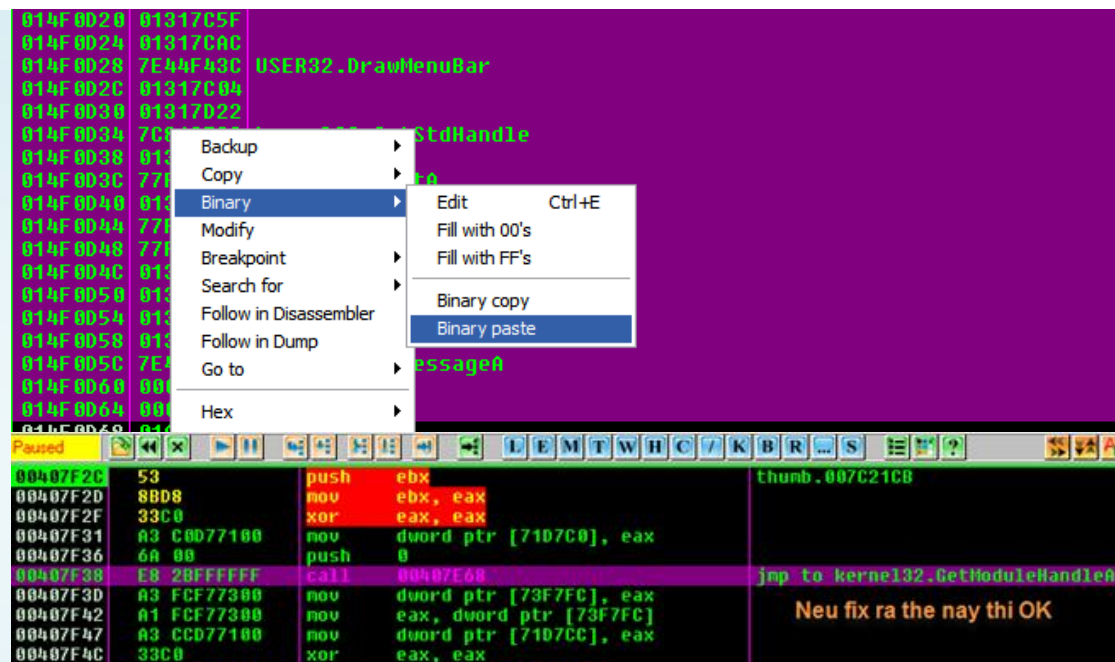 014F0D20 01317C5F
014F0D24 01317CAC
014F0D28 7E44F43C USER32.DrawMenuBar
014F0D2C 01317C04
014F0D30 01317D22
014F0D34 StdHandle
014F0D38
014F0D3C tA
014F0D40
014F0D44
014F0D48
014F0D4C
014F0D50
014F0D54
014F0D58
014F0D5C essageA
014F0D60
014F0D64
Backup
Copy
Binary
Modify
Breakpoint
Search for
Follow in Disassembler
Follow in Dump
Go to
Hex
Edit Ctrl+E
Fill with 00's
Fill with FF's
Binary copy
Binary paste
Paused L E M T W H C / K B R ... S ?
00407F2C 53 push ebx thumb.007C21CB
00407F2D 8BD8 mov ebx, eax
00407F2F 33C0 xor eax, eax
00407F31 A3 C0D77100 mov dword ptr [71D7C0], eax
00407F36 6A 00 push 0
00407F38 E8 2BFFFFFF call 00407E68 jmp to kernel32.GetModuleHandleA
00407F3D A3 FCF77300 mov dword ptr [73F7FC], eax
00407F42 A1 FCF77300 mov eax, dword ptr [73F7FC]
Neu fix ra the nay thi OK
00407F47 A3 CCD77100 mov dword ptr [71D7CC], eax
00407F4C 33C0 xor eax, eax